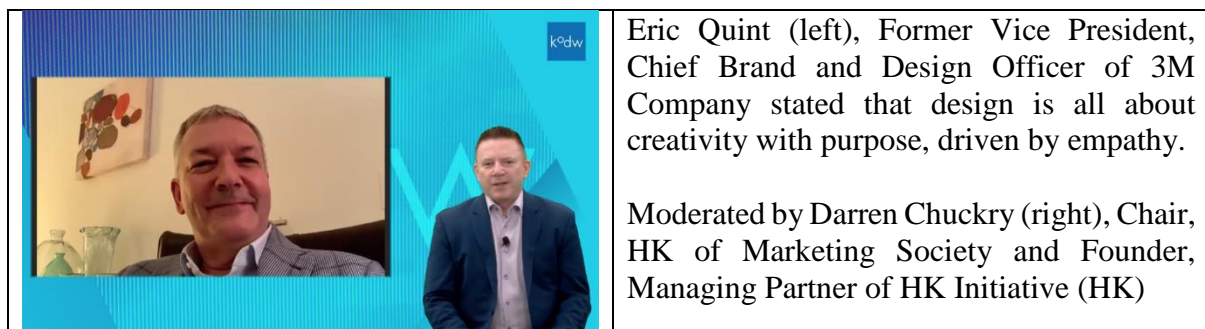 kodw
Eric Quint (left), Former Vice President,
Chief Brand and Design Officer of 3M
Company stated that design is all about
creativity with purpose, driven by empathy.
Moderated by Darren Chuckry (right), Chair,
HK of Marketing Society and Founder,
Managing Partner of HK Initiative (HK)